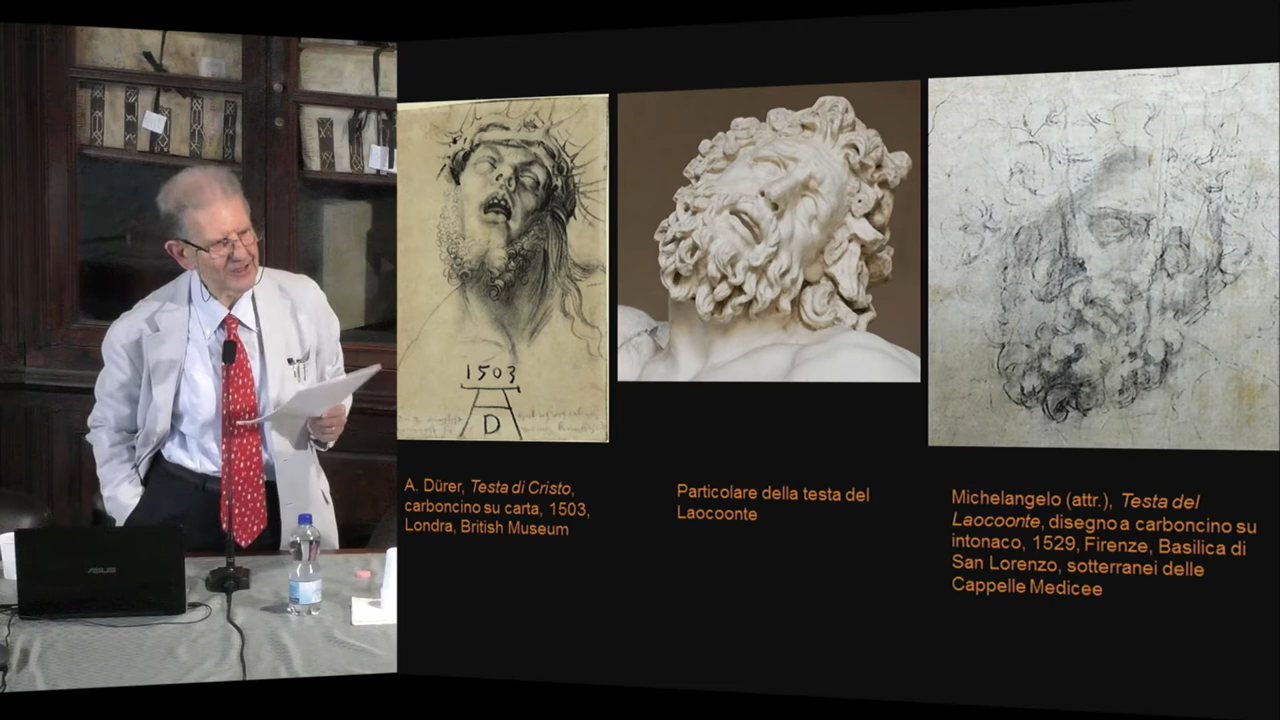 ASUS
1503
D
A. Dürer, Testa di Cristo,
carboncino su carta, 1503,
Londra, British Museum
Particolare della testa del
Laocoonte
Michelangelo (attr.), Testa del
Laocoonte, disegno a carboncino su
intonaco, 1529, Firenze, Basilica di
San Lorenzo, sotterranei delle
Cappelle Medicee